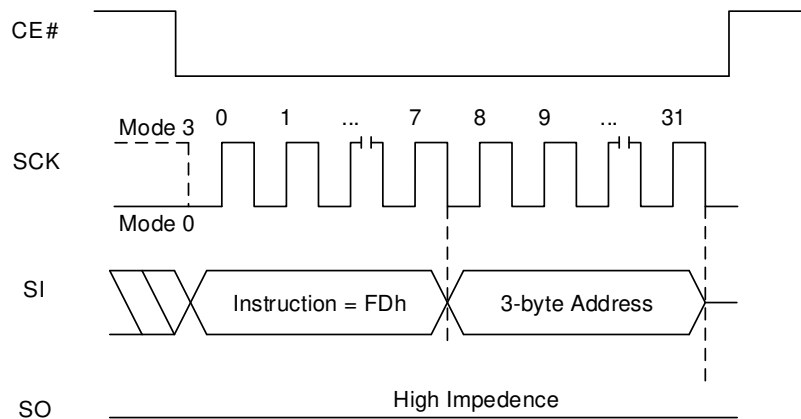 CE#
0 1 ... 7 8 9 ... 31
Mode 3
SCK
Mode 0
SI
Instruction = FDh
3-byte Address
High Impedence
SO